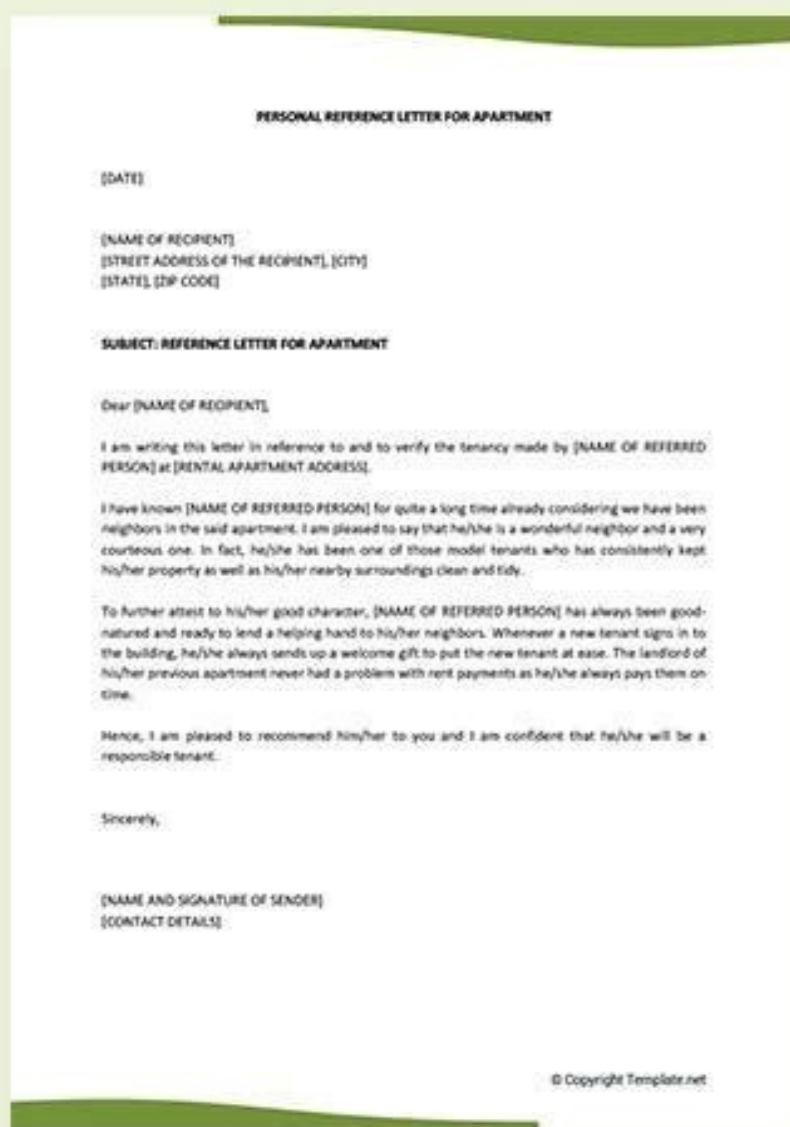 PERSONAL REFERENCE LETTER FOR APARTMENT
[DATE]
[NAME OF RECIPIENT]
[STREET ADDRESS OF THE RECIPIENT], [CITY]
[STATE], [ZIP CODE]
SUBJECT: REFERENCE LETTER FOR APARTMENT
Dear [NAME OF RECIPIENT],
I am writing this letter in reference to and to verify the tenancy made by [NAME OF REFERRED
PERSON] at [RENTAL APARTMENT ADDRESS].
I have known [NAME OF REFERRED PERSON] for quite a long time already considering we have been
neighbors in the said apartment. I am pleased to say that he/she is a wonderful neighbor and a very
courteous one. In fact, he/she has been one of those model tenants who has consistently kept
his/her property as well as his/her nearby surroundings clean and tidy.
To further attest to his/her good character, [NAME OF REFERRED PERSON] has always been good-
natured and ready to lend a helping hand to his/her neighbors. Whenever a new tenant signs in to
the building, he/she always sends up a welcome gift to put the new tenant at ease. The landlord of
his/her previous apartment never had a problem with rent payments as he/she always pays them on
time.
Hence, I am pleased to recommend him/her to you and I am confident that he/she will be a
responsible tenant.
Sincerely,
[NAME AND SIGNATURE OF SENDER]
[CONTACT DETAILS]
© Copyright Template.net